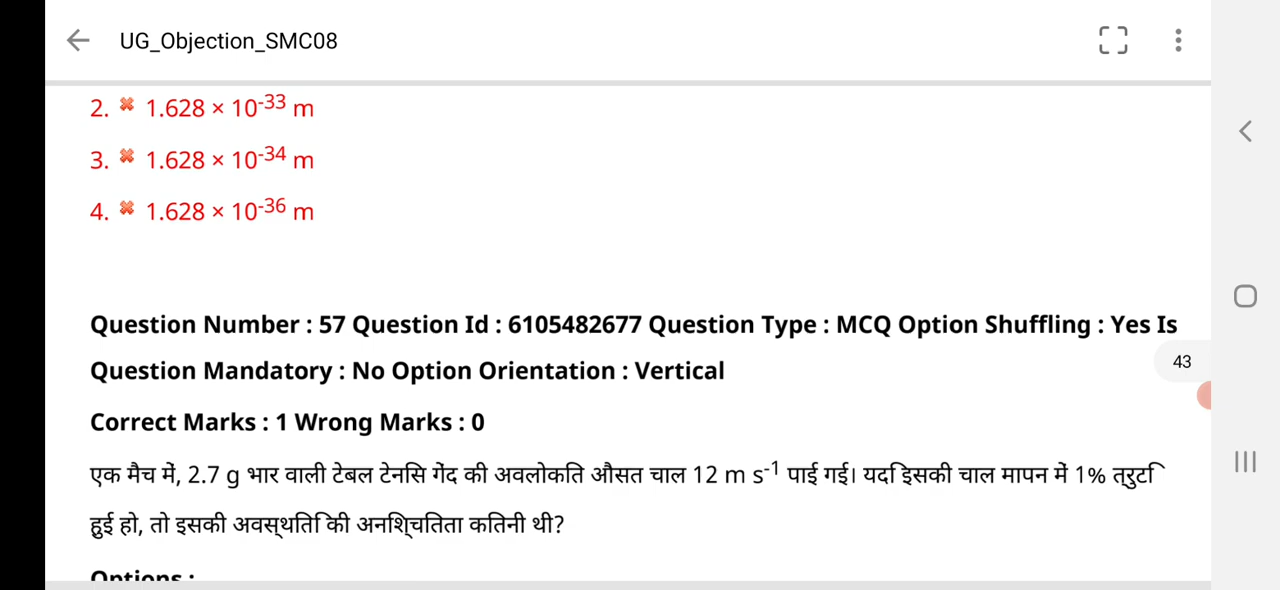 UG_Objection_SMC08
2. 1.628 × 10-33 m
3. 1.628 × 10-34 m
4. 1.628 × 10-36 m
Question Number : 57 Question Id : 6105482677 Question Type : MCQ Option Shuffling : Yes Is
Question Mandatory : No Option Orientation : Vertical
43
Correct Marks : 1 Wrong Marks : 0
एक मैच में, 2.7 g भार वाली टेबल टेनिस गेंद की अवलोकित औसत चाल 12 m s-1 पाई गई। यदि इसकी चाल मापन में 1% त्रुटि
हुई हो, तो इसकी अवस्थिति की अनिश्चितता कितनी थी?
Options :